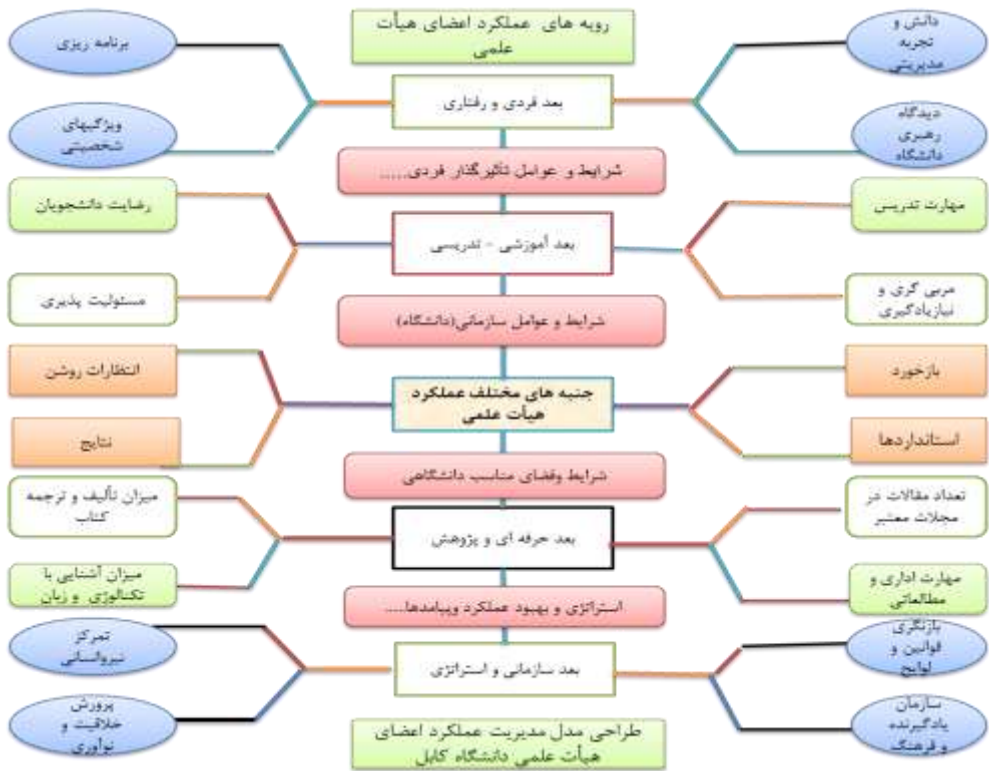 رویه های عملکرد اعضای هیأت
علمی
دانش و
تجربه
مدیریتی
برنامه ریزی
بعد فردی و رفتاری
دیدگاه
رهبری
دانشگاه
ویژگیهای
شخصیتی
شرایط و عوامل تأثیرگذار فردی.....
مهارت تدریس
رضایت دانشجویان
بعد آموزشی - تدریسی
مربی گری و
نیازیادگیری
مسئولیت پذیری
شرایط و عوامل سازمانی(دانشگاه)
بازخورد
انتظارات روشن
جنبه های مختلف عملکرد
هیأت علمی
استانداردها
نتایج
شرایط وفضای مناسب دانشگاهی
تعداد مقالات در
مجلات معتبر
میزان تألیف و ترجمه
کتاب
بعد حرفه ای و پژوهش
مهارت اداری و
مطالعاتی
میزان آشنایی با
تکنالوژی و زبان
استراتژی و بهبود عملکرد وپیامدها.....
بازنگری
قوانین و
لوایح
تمرکز
نیروانسانی
بعد سازمانی و استراتژی
سازمان
یادگیرنده
و فرهنگ
پرورش
خلاقیت و
نوآوری
طراحی مدل مدیریت عملکرد اعضای
هیأت علمی دانشگاه کابل